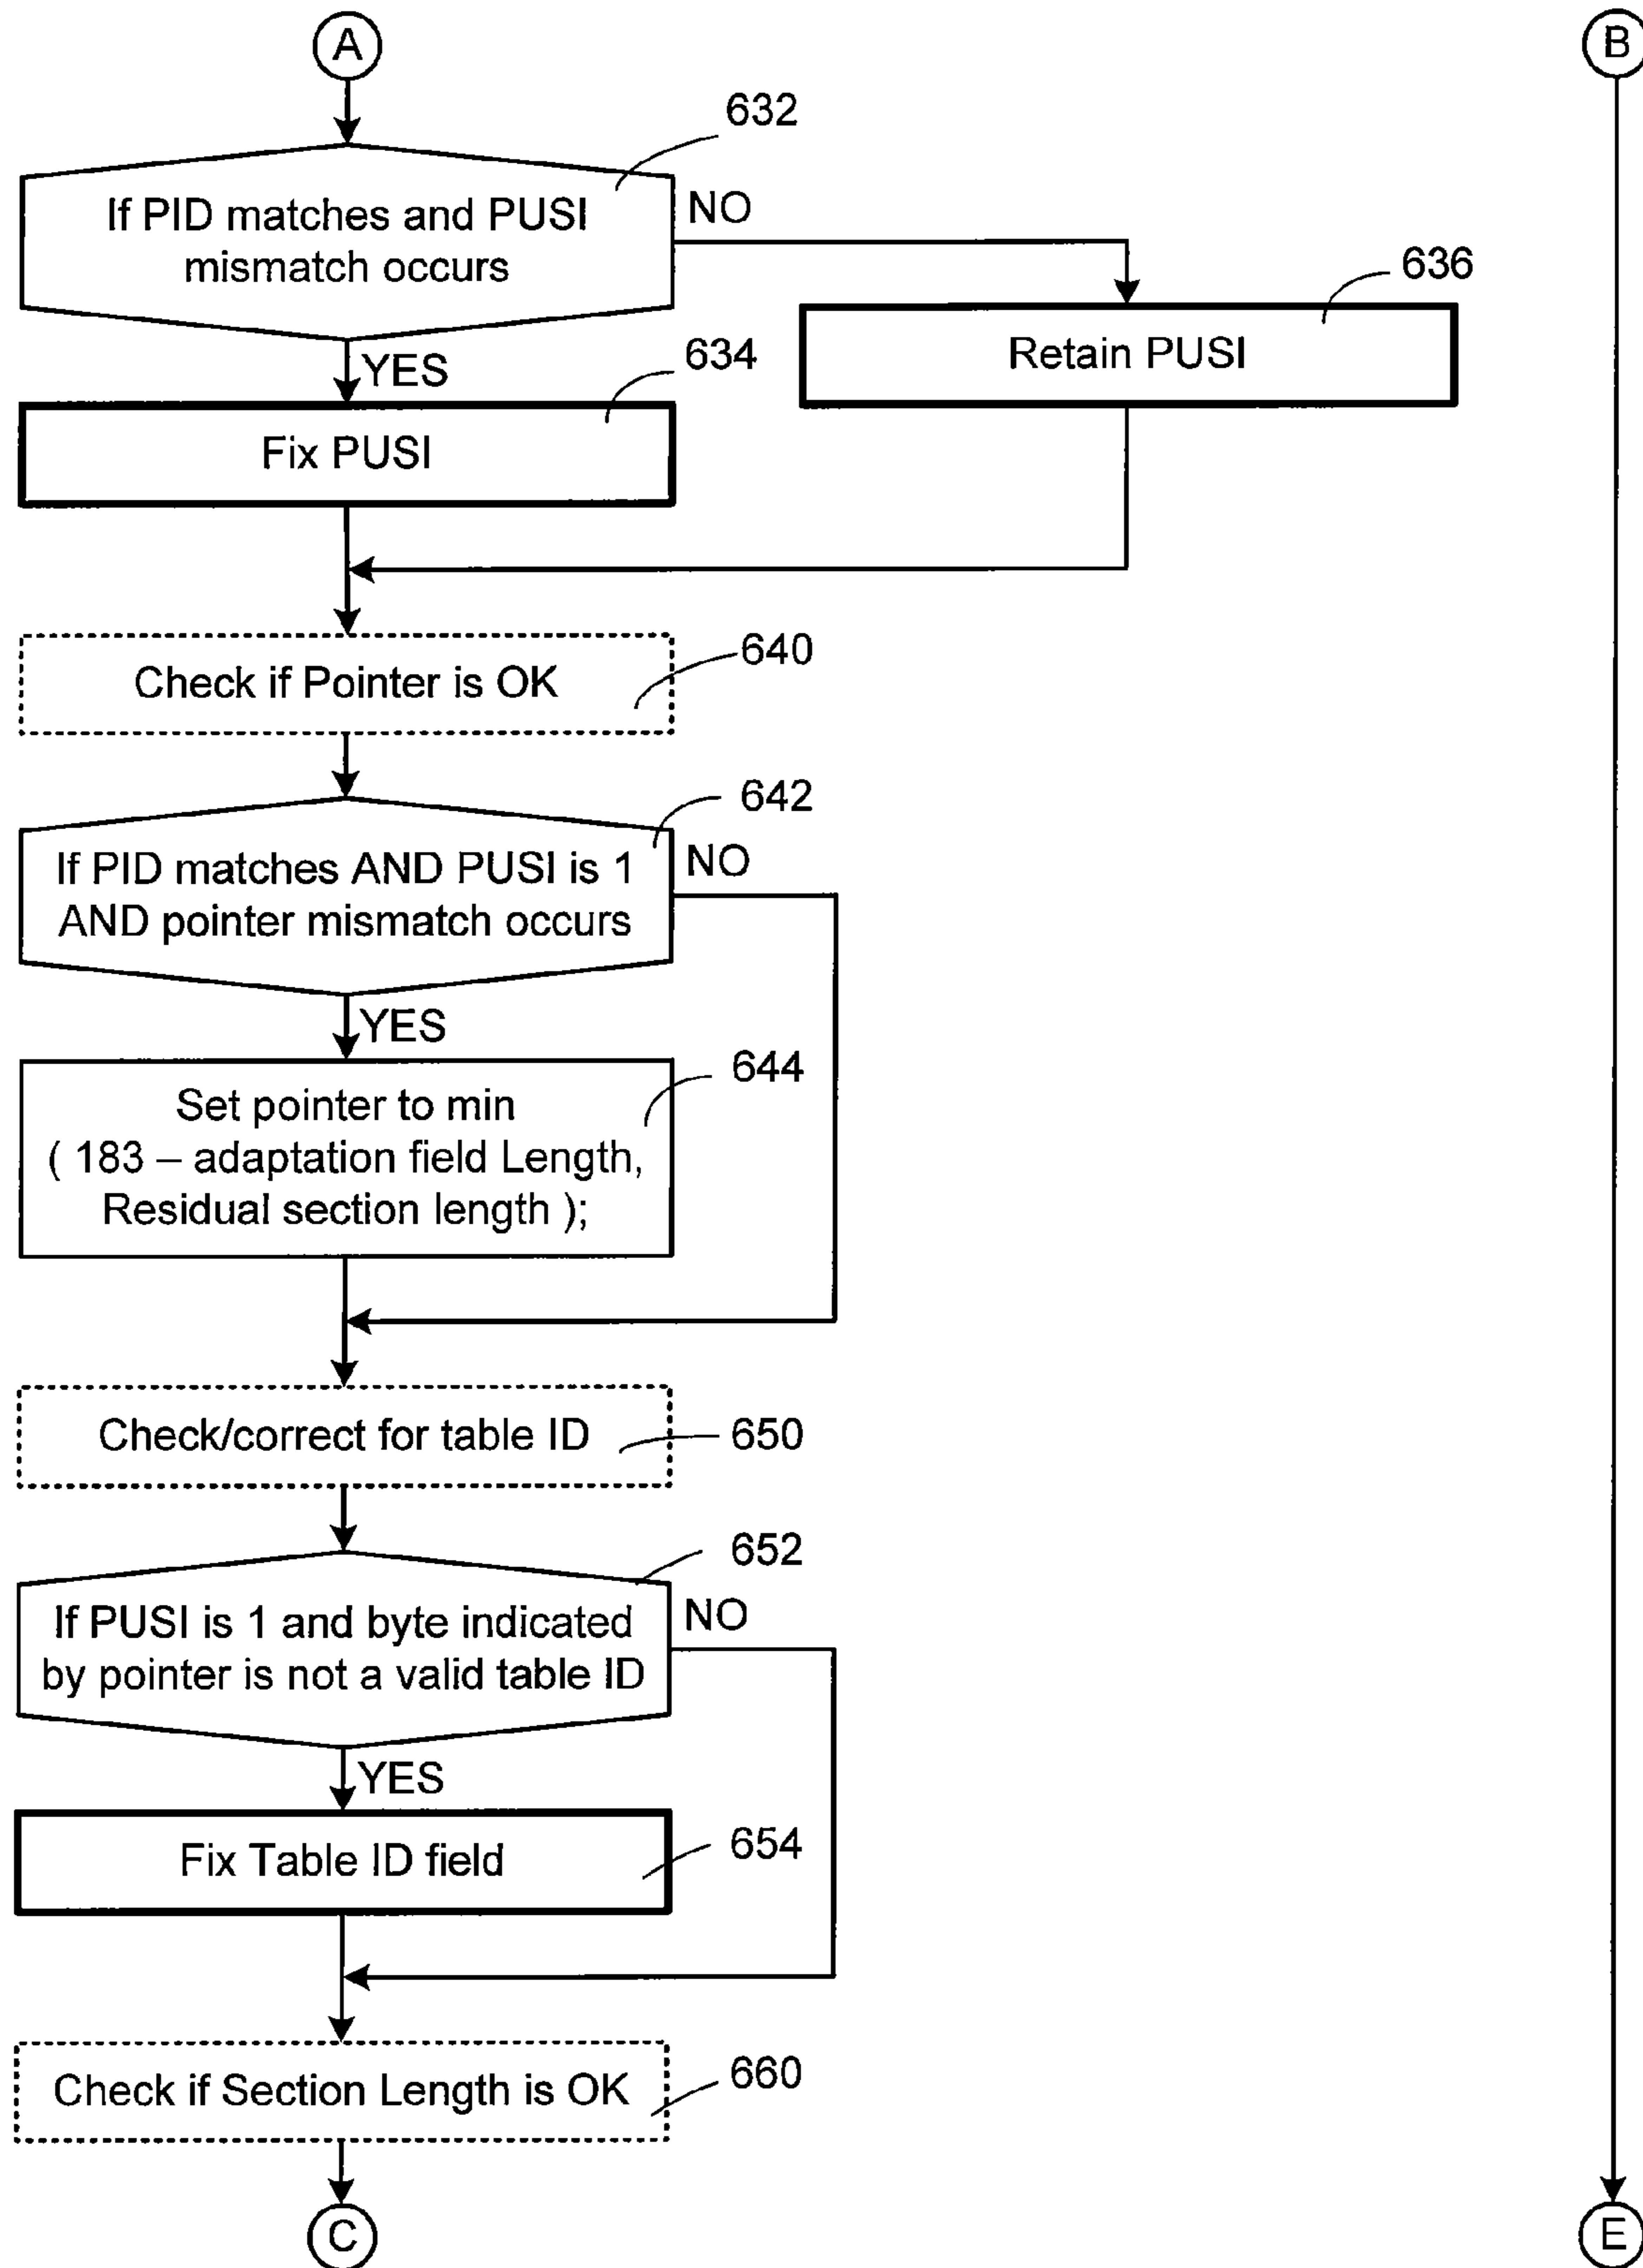 A
B
632
If PID matches and PUSI
mismatch occurs
NO
636
Retain PUSI
YES
634
Fix PUSI
640
Check if Pointer is OK
642
If PID matches AND PUSI is 1
AND pointer mismatch occurs
NO
YES
644
Set pointer to min
( 183 – adaptation field Length,
Residual section length );
Check/correct for table ID
650
652
If PUSI is 1 and byte indicated
by pointer is not a valid table ID
NO
YES
Fix Table ID field
654
Check if Section Length is OK
660
C
E